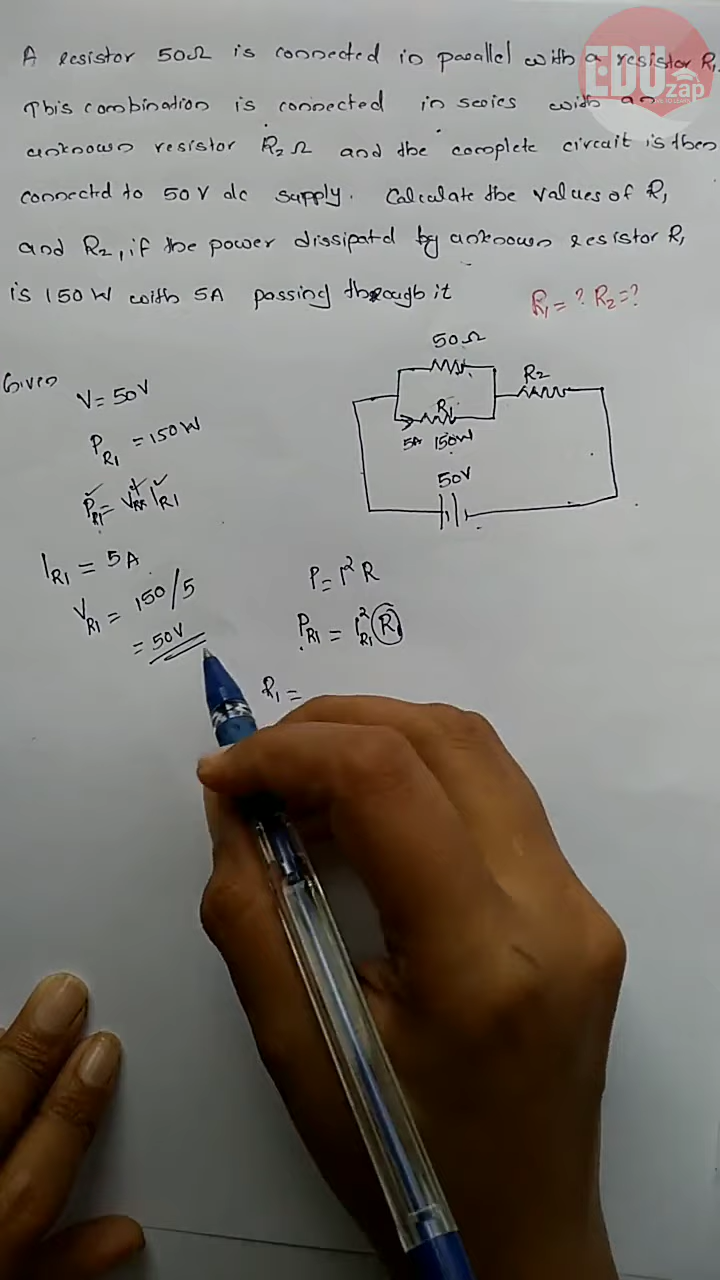 A resistor 50Ω is connected in parallel with a resistor R1.
This combination is connected in series with an
unknown resistor R2 Ω and the complete circuit is then
connected to 50V dc supply. Calculate the values of R1
and R2, if the power dissipatd by unknown resistor R1
is 150W with 5A passing through it
R1 = ? R2 = ?
EDU
zap
Given
V = 50V
PR1 = 150W
PR1 = VR1 IR1
IR1 = 5A
VR1 = 150/5
= 50V
50Ω
R1
R2
5A 150W
50V
P = I²R
PR1 = I²R1 R1
R1 =